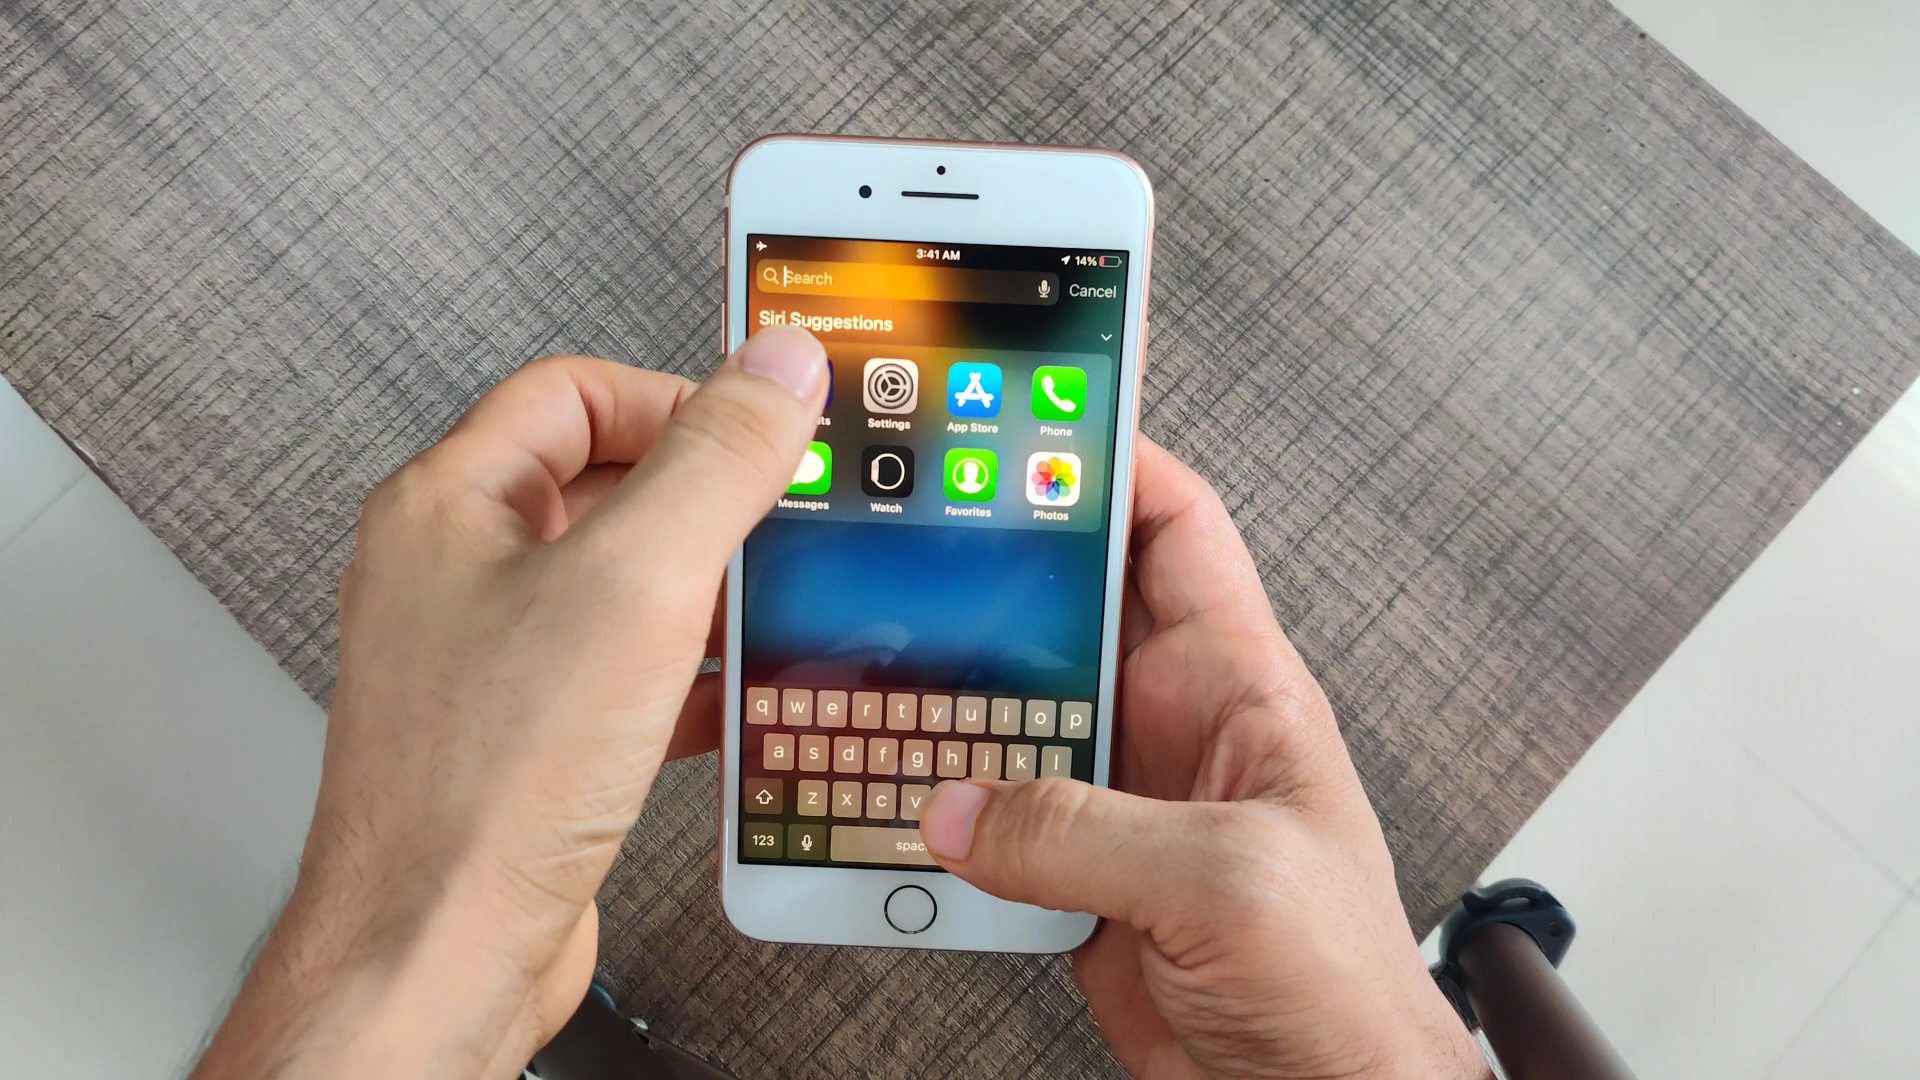 3:41 AM 14%
Search Cancel
Siri Suggestions
Settings App Store Phone
Messages Watch Favorites Photos
q w e r t y u i o p
a s d f g h j k l
z x c v
123